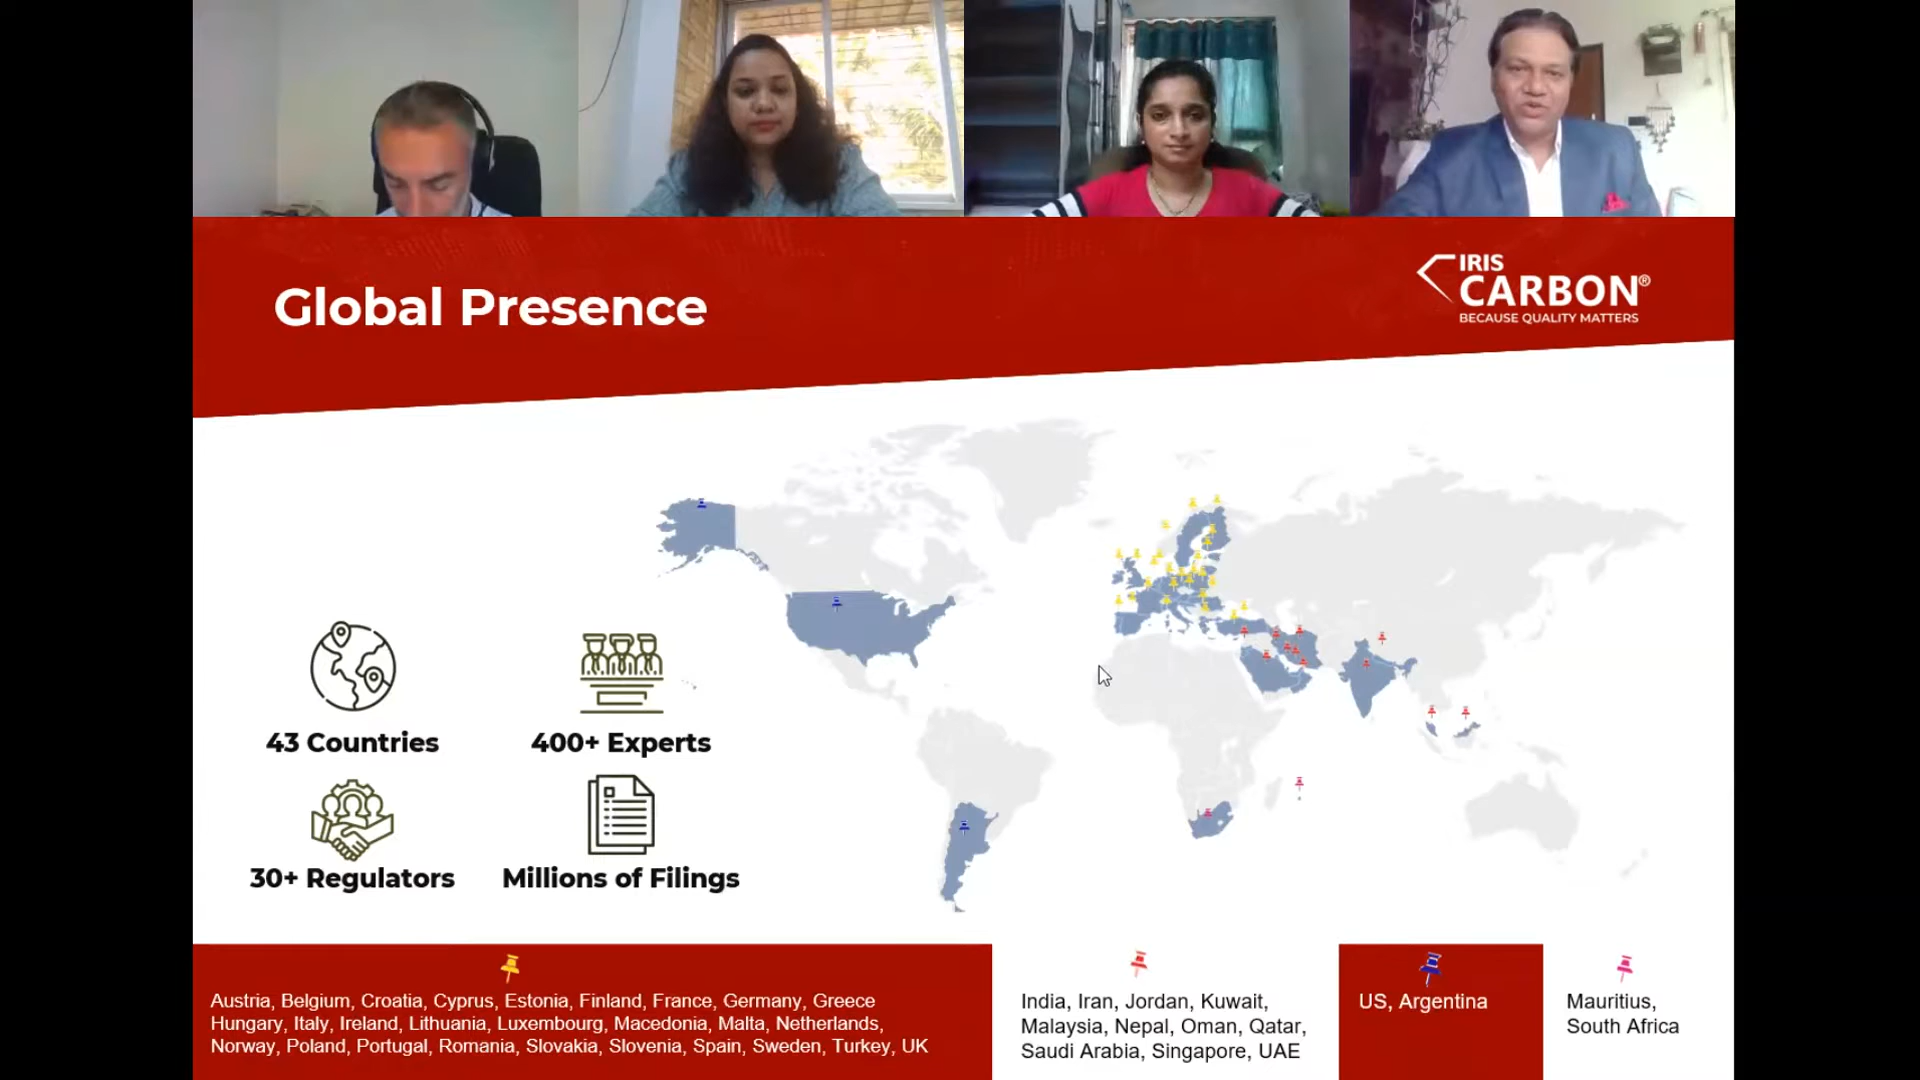 Global Presence
IRIS
CARBON®
BECAUSE QUALITY MATTERS
43 Countries
400+ Experts
30+ Regulators
Millions of Filings
Austria, Belgium, Croatia, Cyprus, Estonia, Finland, France, Germany, Greece
Hungary, Italy, Ireland, Lithuania, Luxembourg, Macedonia, Malta, Netherlands,
Norway, Poland, Portugal, Romania, Slovakia, Slovenia, Spain, Sweden, Turkey, UK
India, Iran, Jordan, Kuwait,
Malaysia, Nepal, Oman, Qatar,
Saudi Arabia, Singapore, UAE
US, Argentina
Mauritius,
South Africa